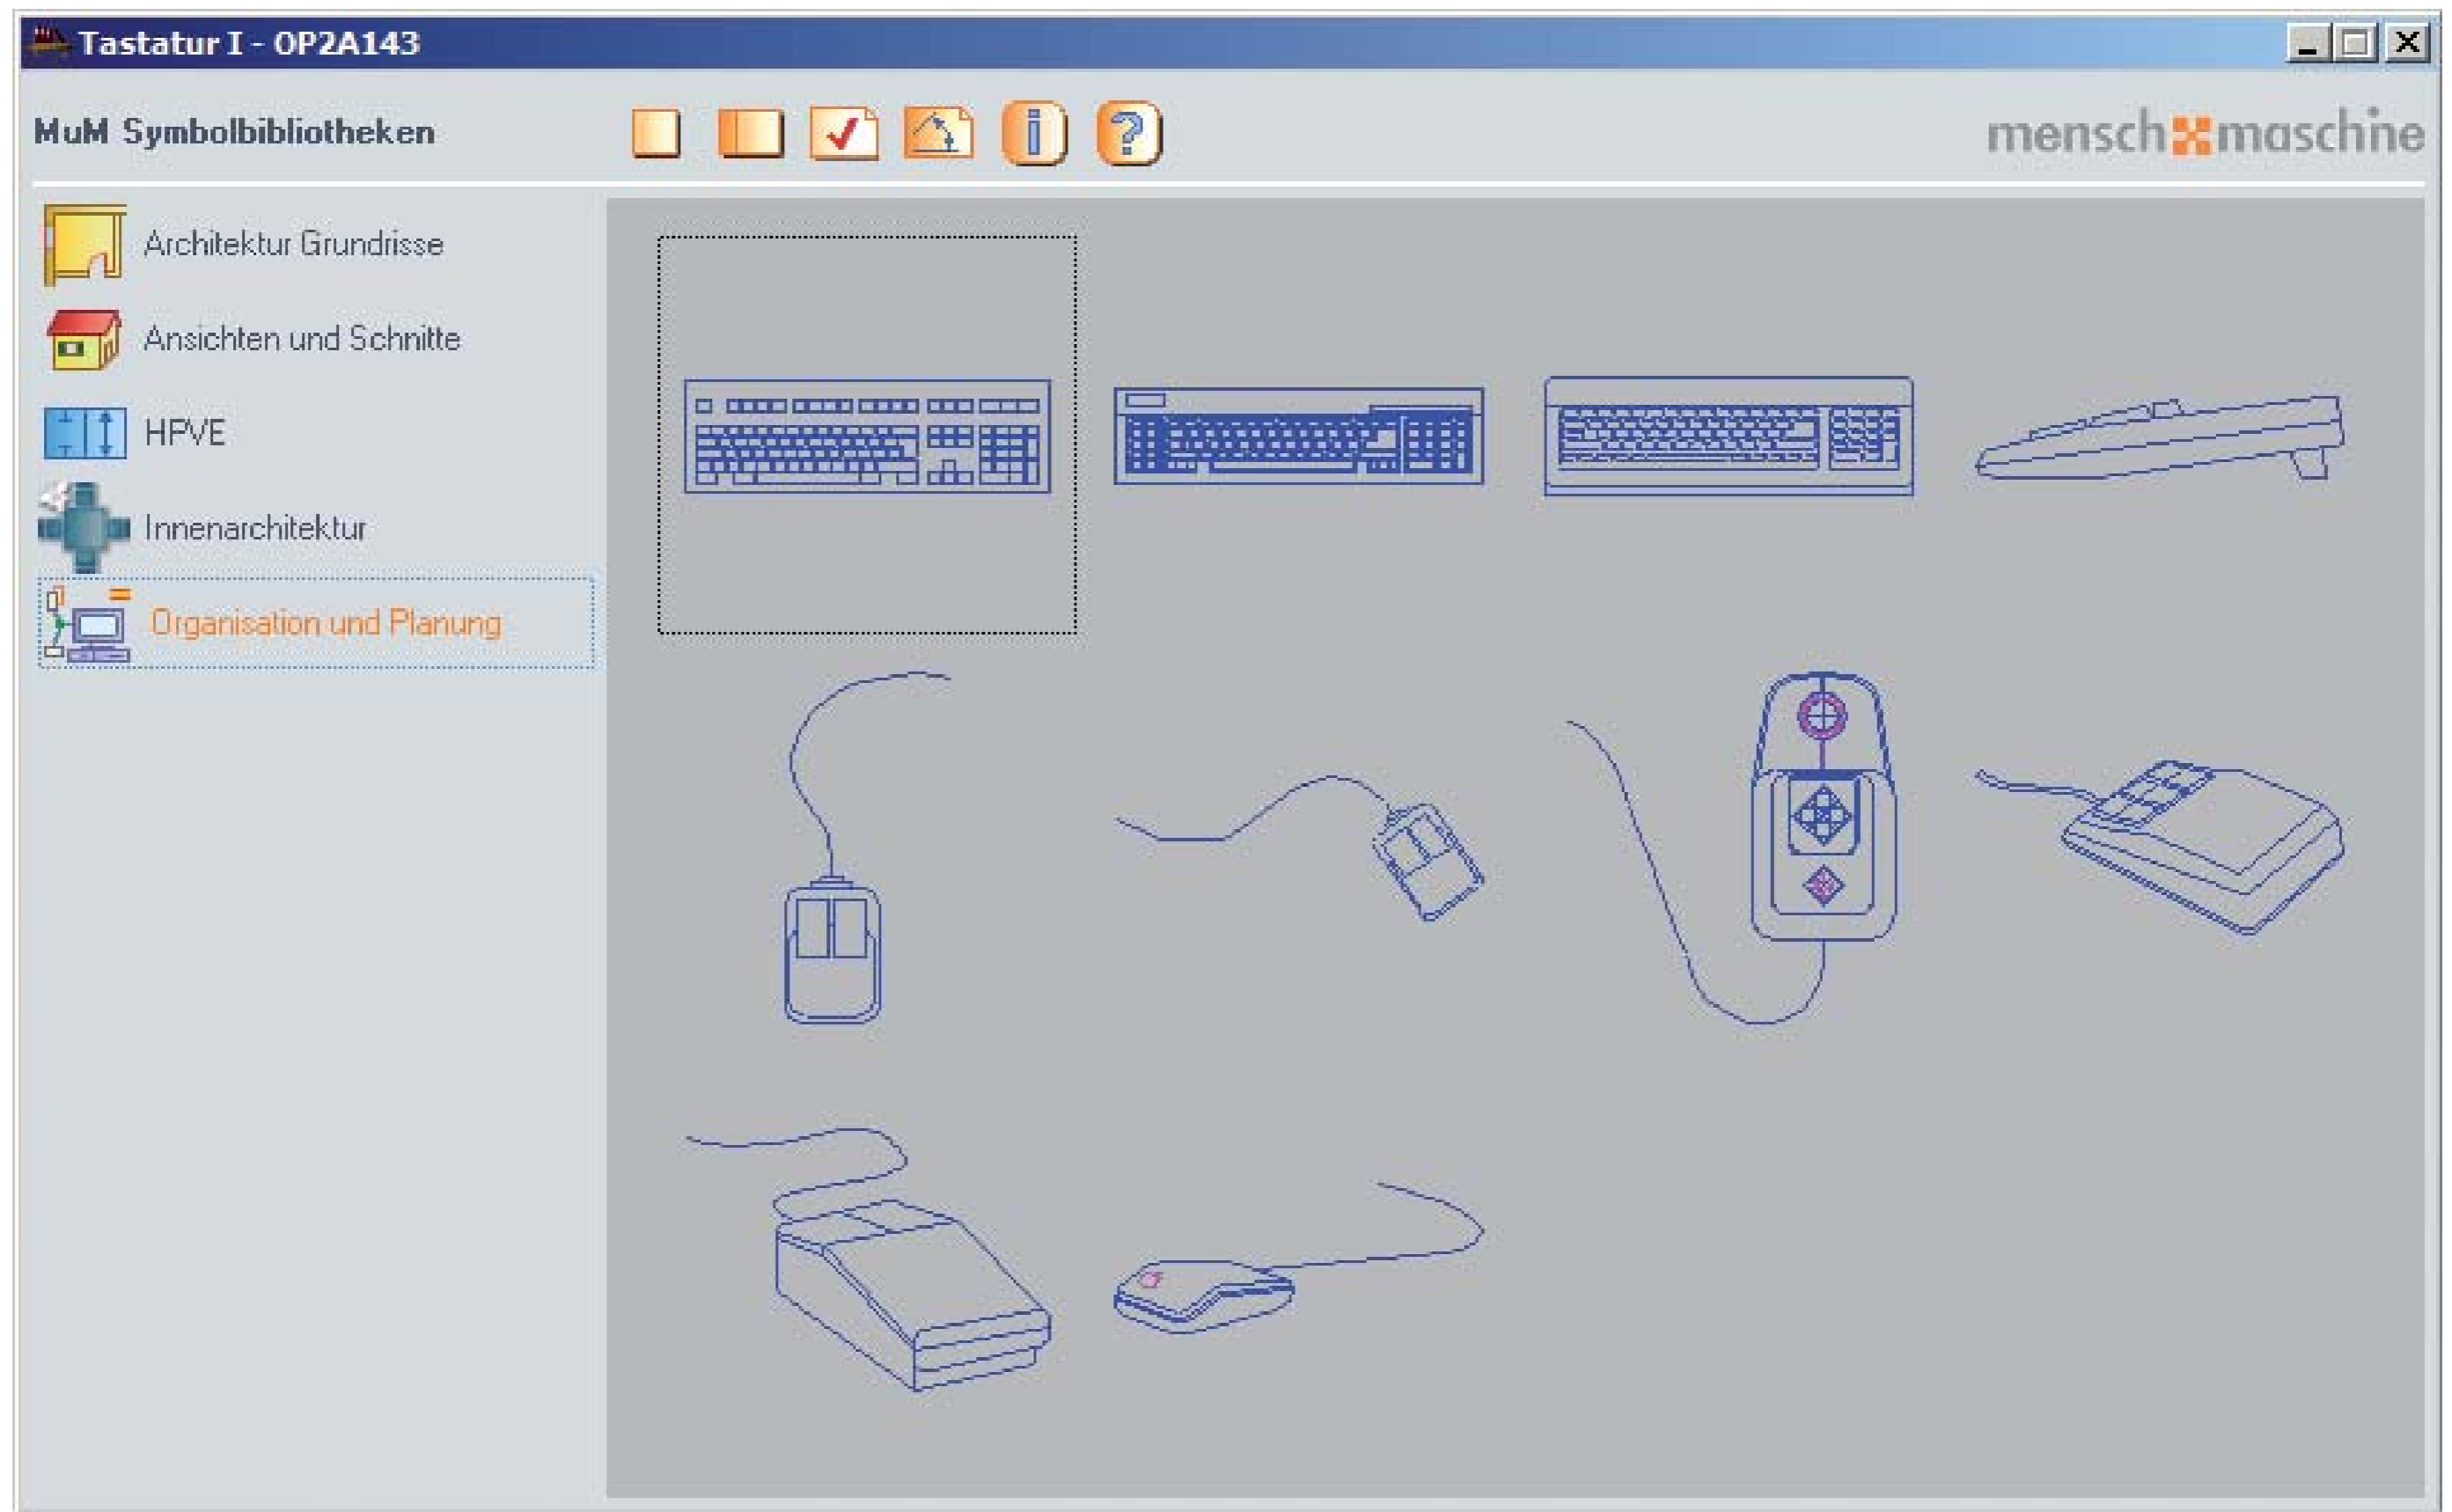 Tastatur I - OP2A143
MuM Symbolbibliotheken
mensch maschine
Architektur Grundrisse
Ansichten und Schnitte
HPVE
Innenarchitektur
Organisation und Planung